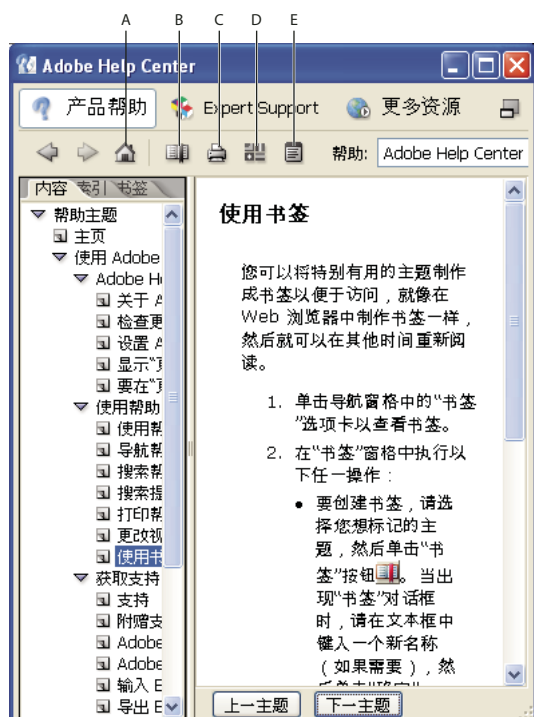 A B C D E
Adobe Help Center
产品帮助 Expert Support 更多资源
帮助: Adobe Help Center
内容 索引 书签
帮助主题
主页
使用 Adobe
Adobe H
关于 A
检查更
设置 A
显示“更
要在“更
使用帮助
使用帮
导航帮
搜索帮
搜索提
打印帮
更改视
使用书
获取支持
支持
附赠支
Adobe
Adobe
输入 E
导出 E
使用书签
您可以将特别有用的主题制作
成书签以便于访问，就像在
Web 浏览器中制作书签一样，
然后就可以在其他时间重新阅
读。
1. 单击导航窗格中的“书签
”选项卡以查看书签。
2. 在“书签”窗格中执行以
下任一操作：
• 要创建书签，请选
择您想标记的主
题，然后单击“书
签”按钮。当出
现“书签”对话框
时，请在文本框中
键入一个新名称
（如果需要），然
后单击“确定”
上一主题 下一主题